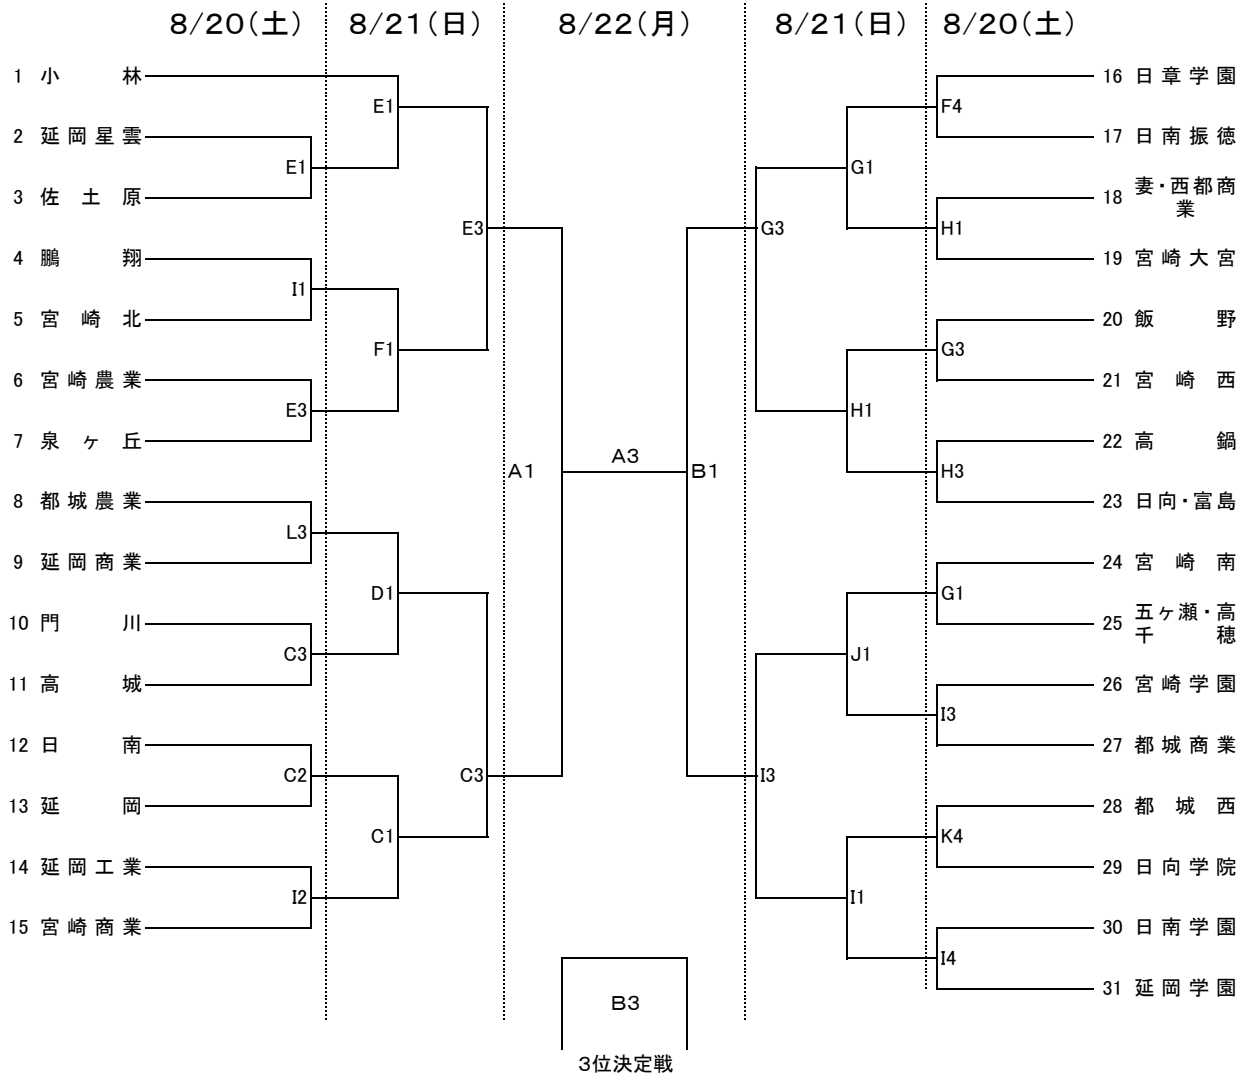 8/20(土) 8/21(日) 8/22(月) 8/21(日) 8/20(土)
1 小林
2 延岡星雲
3 佐土原
4 鵬翔
5 宮崎北
6 宮崎農業
7 泉ヶ丘
8 都城農業
9 延岡商業
10 門川
11 高城
12 日南
13 延岡
14 延岡工業
15 宮崎商業
E1
I1
E3
L3
C3
C2
I2
E1
F1
D1
C1
E3
C3
A1
A3
B1
G3
I3
G1
H1
J1
I1
F4
H1
G3
H3
G1
I3
K4
I4
16 日章学園
17 日南振徳
18 妻・西都商
業
19 宮崎大宮
20 飯野
21 宮崎西
22 高鍋
23 日向・富島
24 宮崎南
25 五ヶ瀬・高
千穂
26 宮崎学園
27 都城商業
28 都城西
29 日向学院
30 日南学園
31 延岡学園
B3
3位決定戦